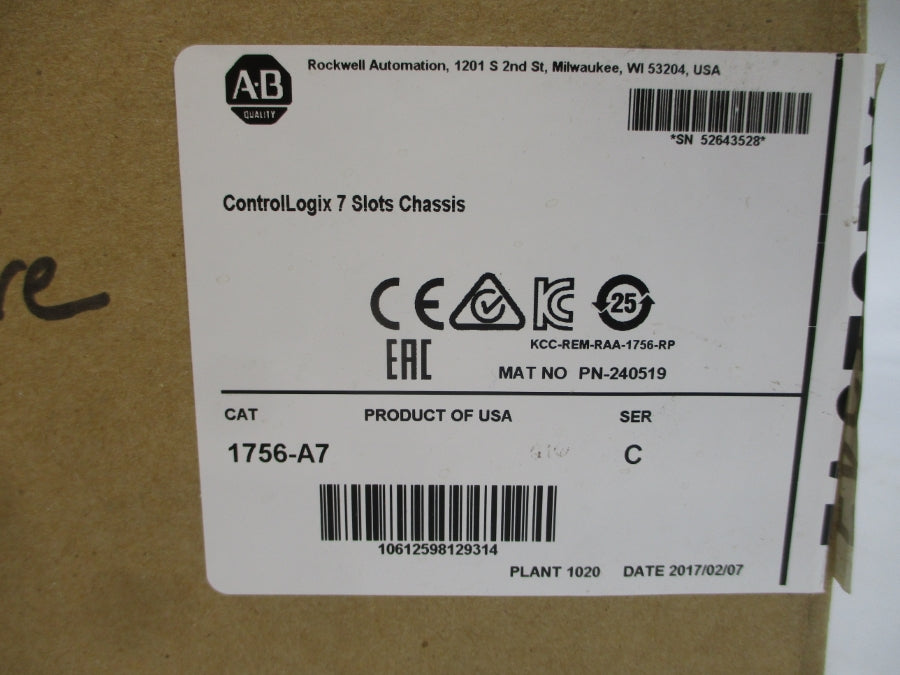 A·B
QUALITY
Rockwell Automation, 1201 S 2nd St, Milwaukee, WI 53204, USA
*SN 52643528*
ControlLogix 7 Slots Chassis
re
CE KC 25
KCC-REM-RAA-1756-RP
EAC
MAT NO PN-240519
CAT PRODUCT OF USA SER
1756-A7 C
10612598129314
PLANT 1020 DATE 2017/02/07